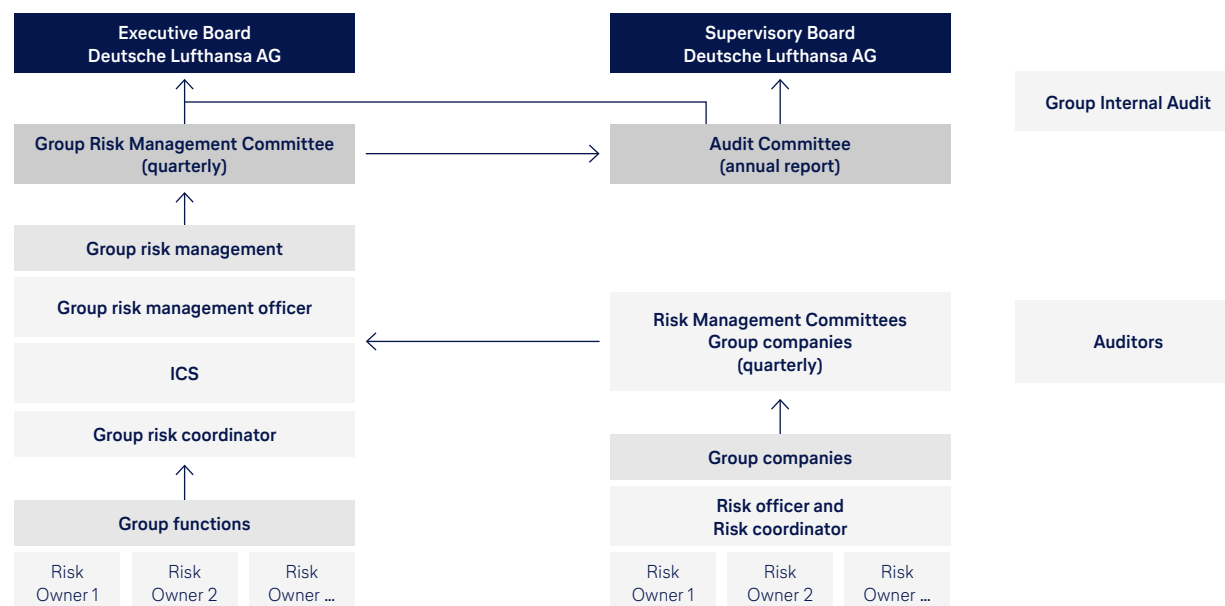 Executive Board
Deutsche Lufthansa AG
Supervisory Board
Deutsche Lufthansa AG
Group Internal Audit
Group Risk Management Committee
(quarterly)
Audit Committee
(annual report)
Group risk management
Group risk management officer
ICS
Group risk coordinator
Risk Management Committees
Group companies
(quarterly)
Auditors
Group companies
Risk officer and
Risk coordinator
Group functions
Risk
Owner 1
Risk
Owner 2
Risk
Owner ...
Risk
Owner 1
Risk
Owner 2
Risk
Owner ...